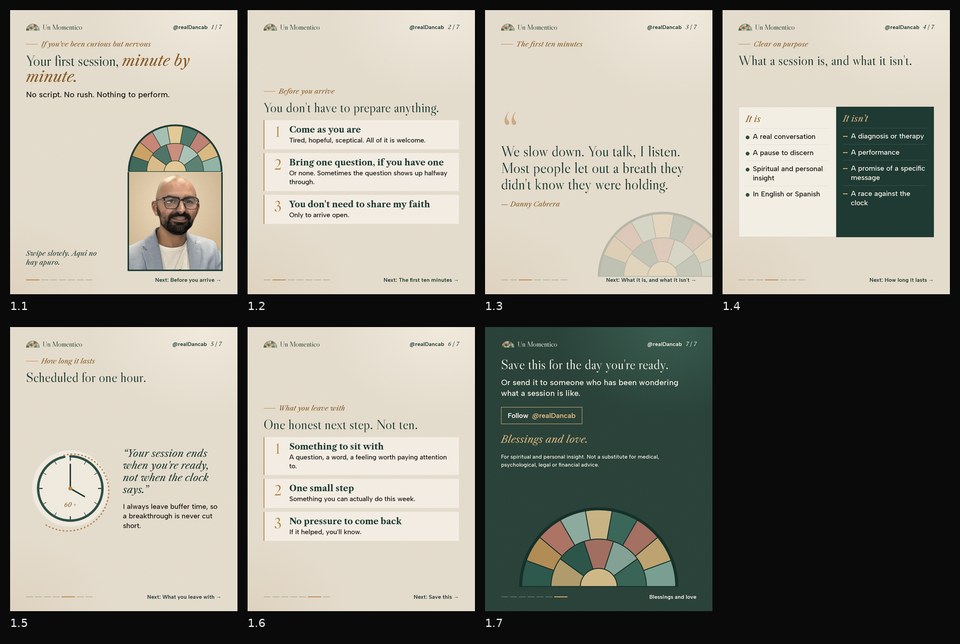 Un Momentico
@realDancab 1/7
If you've been curious but nervous
Your first session, minute by
minute.
No script. No rush. Nothing to perform.
Swipe slowly. Aquí no
hay apuro.
Next: Before you arrive →
1.1
Un Momentico
@realDancab 2/7
Before you arrive
You don't have to prepare anything.
1
Come as you are
Tired, hopeful, sceptical. All of it is welcome.
2
Bring one question, if you have one
Or none. Sometimes the question shows up halfway
through.
3
You don't need to share my faith
Only to arrive open.
Next: The first ten minutes →
1.2
Un Momentico
@realDancab 3/7
The first ten minutes
“
We slow down. You talk, I listen.
Most people let out a breath they
didn't know they were holding.
— Danny Cabrera
Next: What it is, and what it isn't →
1.3
Un Momentico
@realDancab 4/7
Clear on purpose
What a session is, and what it isn't.
It is
A real conversation
A pause to discern
Spiritual and personal
insight
In English or Spanish
It isn't
— A diagnosis or therapy
— A performance
— A promise of a specific
message
— A race against the
clock
Next: How long it lasts →
1.4
Un Momentico
@realDancab 5/7
How long it lasts
Scheduled for one hour.
60 +
“Your session ends
when you're ready,
not when the clock
says.”
I always leave buffer time, so
a breakthrough is never cut
short.
Next: What you leave with →
1.5
Un Momentico
@realDancab 6/7
What you leave with
One honest next step. Not ten.
1
Something to sit with
A question, a word, a feeling worth paying attention
to.
2
One small step
Something you can actually do this week.
3
No pressure to come back
If it helped, you'll know.
Next: Save this →
1.6
Un Momentico
@realDancab 7/7
Save this for the day you're ready.
Or send it to someone who has been wondering
what a session is like.
Follow @realDancab
Blessings and love.
For spiritual and personal insight. Not a substitute for medical,
psychological, legal or financial advice.
Blessings and love
1.7